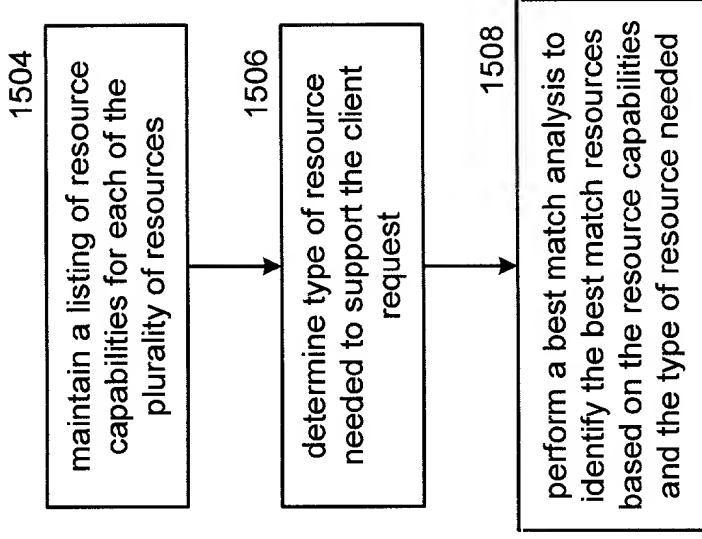 1504
maintain a listing of resource
capabilities for each of the
plurality of resources
1506
determine type of resource
needed to support the client
request
1508
perform a best match analysis to
identify the best match resources
based on the resource capabilities
and the type of resource needed